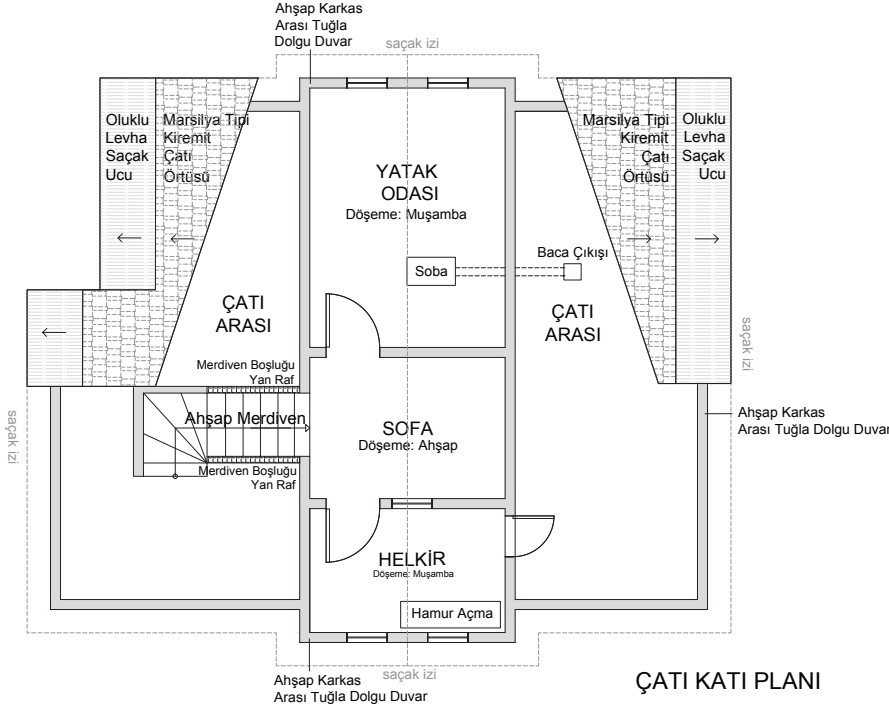 Ahşap Karkas
Arası Tuğla
Dolgu Duvar
saçak izi
Oluklu
Levha
Saçak
Ucu
Marsilya Tipi
Kiremit
Çatı
Örtüsü
Marsilya Tipi
Kiremit
Çatı
Örtüsü
Oluklu
Levha
Saçak
Ucu
YATAK
ODASI
Döşeme: Muşamba
Soba
Baca Çıkışı
ÇATI
ARASI
ÇATI
ARASI
saçak izi
Merdiven Boşluğu
Yan Raf
Ahşap Merdiven
SOFA
Döşeme: Ahşap
Merdiven Boşluğu
Yan Raf
saçak izi
Ahşap Karkas
Arası Tuğla Dolgu Duvar
HELKİR
Döşeme: Muşamba
Hamur Açma
saçak izi
Ahşap Karkas
Arası Tuğla Dolgu Duvar
ÇATI KATI PLANI